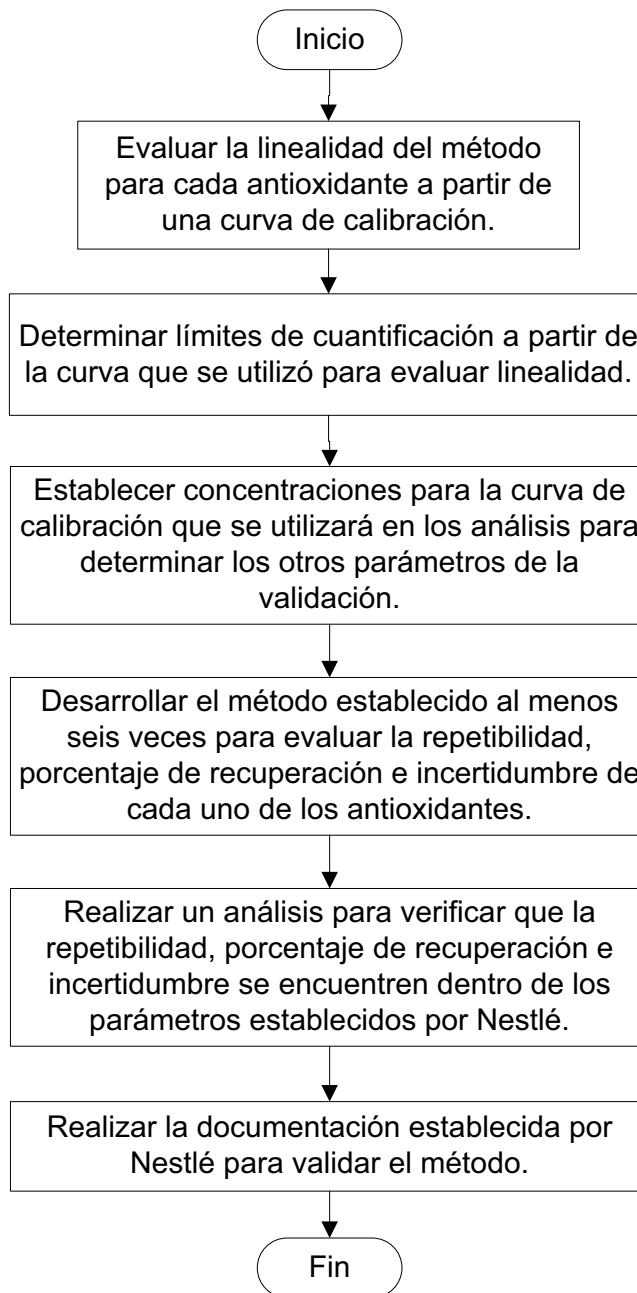 Inicio
Evaluar la linealidad del método
para cada antioxidante a partir de
una curva de calibración.
Determinar límites de cuantificación a partir de
la curva que se utilizó para evaluar linealidad.
Establecer concentraciones para la curva de
calibración que se utilizará en los análisis para
determinar los otros parámetros de la
validación.
Desarrollar el método establecido al menos
seis veces para evaluar la repetibilidad,
porcentaje de recuperación e incertidumbre de
cada uno de los antioxidantes.
Realizar un análisis para verificar que la
repetibilidad, porcentaje de recuperación e
incertidumbre se encuentren dentro de los
parámetros establecidos por Nestlé.
Realizar la documentación establecida por
Nestlé para validar el método.
Fin